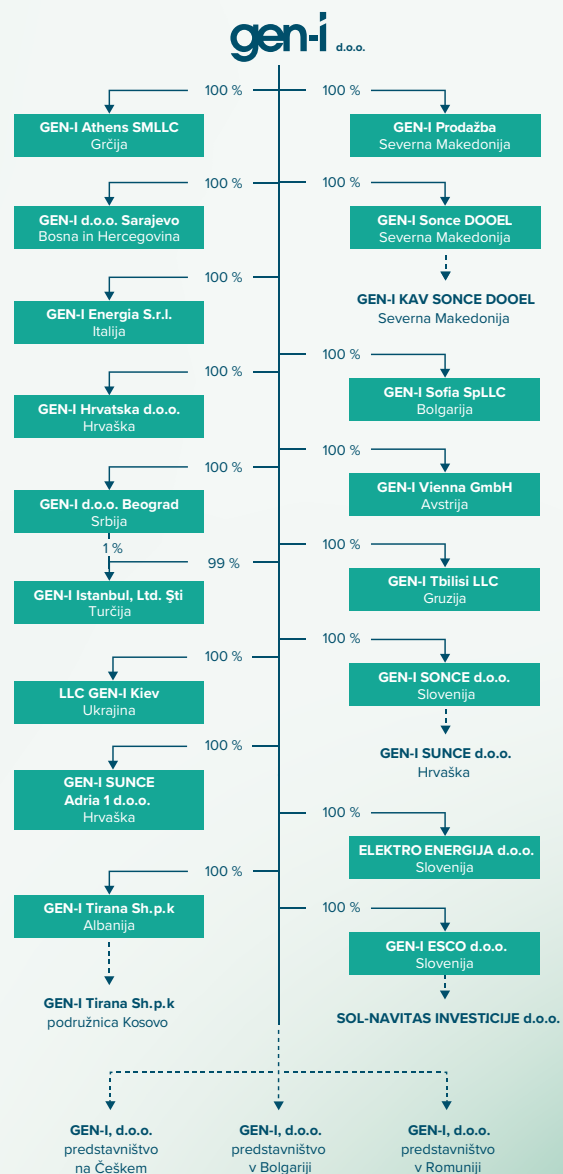 gen-i d.o.o.
100 %
GEN-I Athens SMLLC
Grčija
100 %
GEN-I d.o.o. Sarajevo
Bosna in Hercegovina
100 %
GEN-I Energia S.r.l.
Italija
100 %
GEN-I Hrvatska d.o.o.
Hrvaška
100 %
GEN-I d.o.o. Beograd
Srbija
1 %
99 %
GEN-I Istanbul, Ltd. Şti
Turčija
100 %
LLC GEN-I Kiev
Ukrajina
100 %
GEN-I SUNCE
Adria 1 d.o.o.
Hrvaška
100 %
GEN-I Tirana Sh.p.k
Albanija
GEN-I Tirana Sh.p.k
podružnica Kosovo
100 %
GEN-I Prodažba
Severna Makedonija
100 %
GEN-I Sonce DOOEL
Severna Makedonija
GEN-I KAV SONCE DOOEL
Severna Makedonija
100 %
GEN-I Sofia SpLLC
Bolgarija
100 %
GEN-I Vienna GmbH
Avstrija
100 %
GEN-I Tbilisi LLC
Gruzija
100 %
GEN-I SONCE d.o.o.
Slovenija
GEN-I SUNCE d.o.o.
Hrvaška
100 %
ELEKTRO ENERGIJA d.o.o.
Slovenija
100 %
GEN-I ESCO d.o.o.
Slovenija
SOL-NAVITAS INVESTICIJE d.o.o.
GEN-I, d.o.o.
predstavništvo
na Češkem
GEN-I, d.o.o.
predstavništvo
v Bolgariji
GEN-I, d.o.o.
predstavništvo
v Romuniji